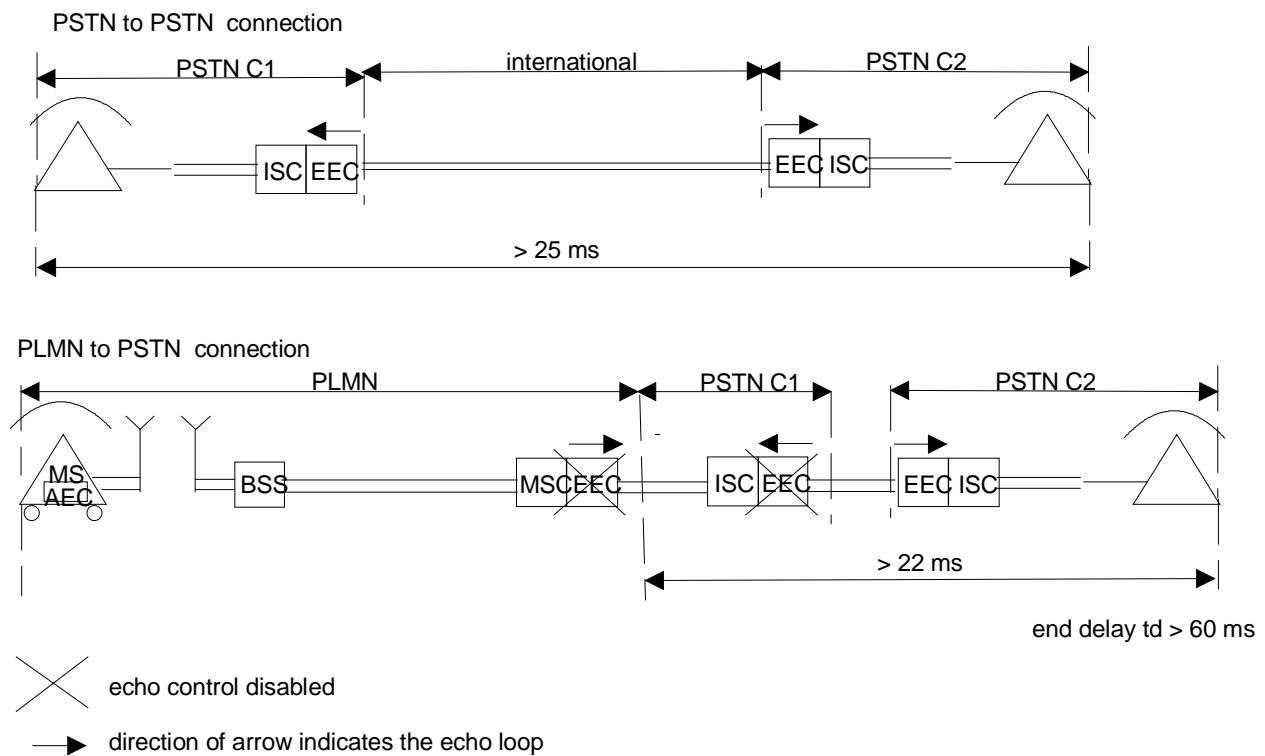 PSTN to PSTN connection
PSTN C1
international
PSTN C2
ISC
EEC
EEC
ISC
> 25 ms
PLMN to PSTN connection
PLMN
PSTN C1
PSTN C2
MS
AEC
BSS
MSC
EEC
ISC
EEC
EEC
ISC
> 22 ms
end delay td > 60 ms
echo control disabled
direction of arrow indicates the echo loop